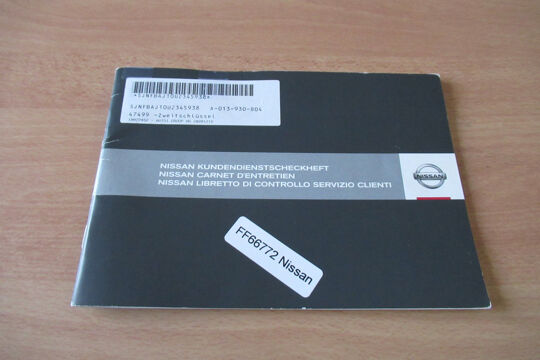 *SJNFBAJ10U2345938*
SJNFBAJ10U2345938 A-013-930-804
47499 -Zweitschlüssel
NISSAN KUNDENDIENSTSCHECKHEFT
NISSAN CARNET D'ENTRETIEN
NISSAN LIBRETTO DI CONTROLLO SERVIZIO CLIENTI
NISSAN
FF66772 Nissan